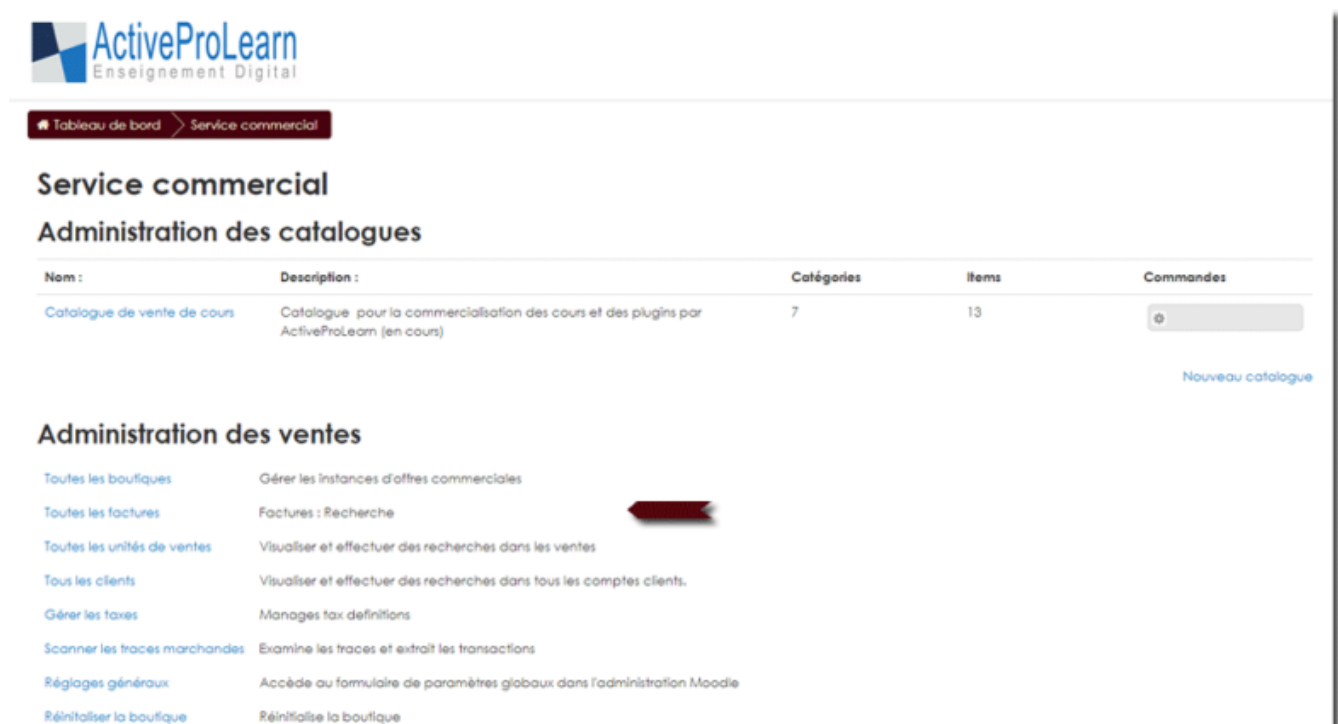 ActiveProLearn
Enseignement Digital
Tableau de bord Service commercial
Service commercial
Administration des catalogues
Nom : Description : Catégories Items Commandes
Catalogue de vente de cours Catalogue pour la commercialisation des cours et des plugins par 7 13
ActiveProLearn (en cours)
Nouveau catalogue
Administration des ventes
Toutes les boutiques Gérer les instances d'offres commerciales
Toutes les factures Factures : Recherche
Toutes les unités de ventes Visualiser et effectuer des recherches dans les ventes
Tous les clients Visualiser et effectuer des recherches dans tous les comptes clients.
Gérer les taxes Manages tax definitions
Scanner les traces marchandes Examine les traces et extrait les transactions
Réglages généraux Accède au formulaire de paramètres globaux dans l'administration Moodle
Réinitaliser la boutique Réinitialise la boutique